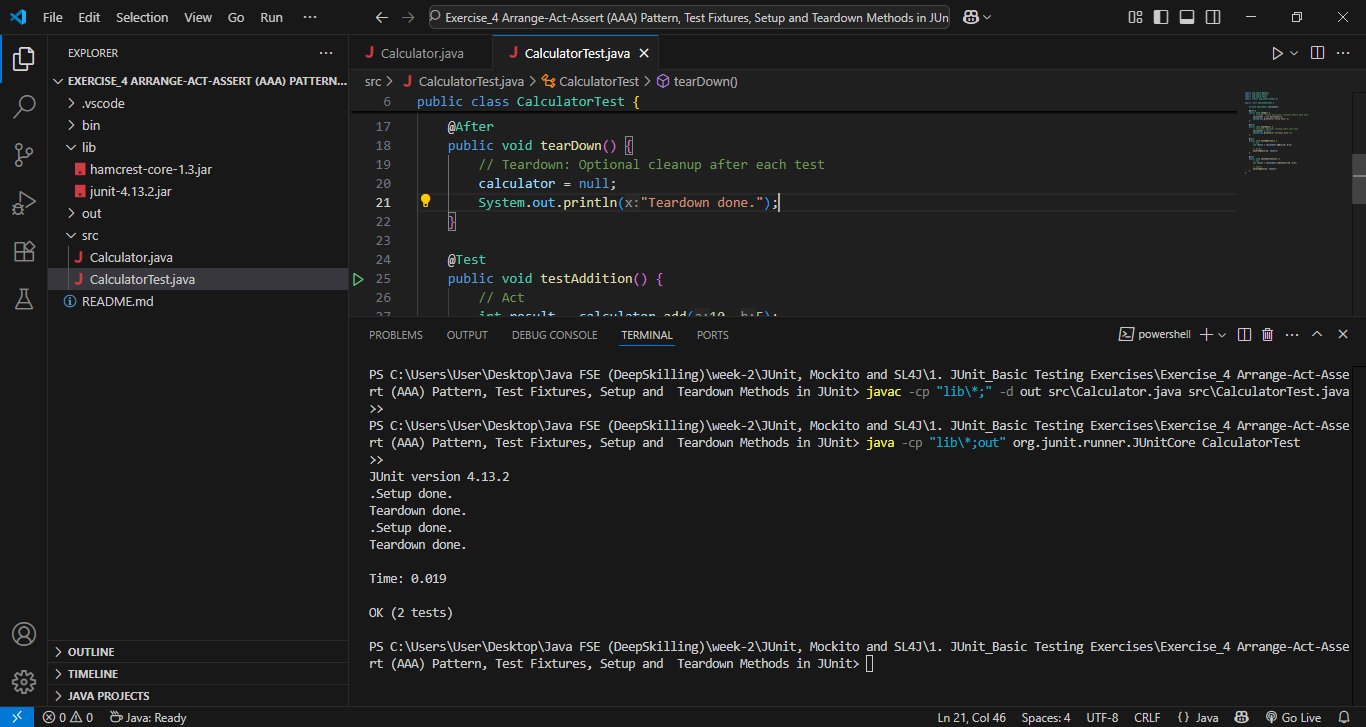 File Edit Selection View Go Run ···
Exercise_4 Arrange-Act-Assert (AAA) Pattern, Test Fixtures, Setup and Teardown Methods in JUn
EXPLORER
EXERCISE_4 ARRANGE-ACT-ASSERT (AAA) PATTERN...
.vscode
bin
lib
hamcrest-core-1.3.jar
junit-4.13.2.jar
out
src
Calculator.java
CalculatorTest.java
README.md
OUTLINE
TIMELINE
JAVA PROJECTS
Calculator.java
CalculatorTest.java
src > CalculatorTest.java > CalculatorTest > tearDown()
6 public class CalculatorTest {
17 @After
18 public void tearDown() {
19 // Teardown: Optional cleanup after each test
20 calculator = null;
21 System.out.println(x:"Teardown done.");
22 }
23
24 @Test
25 public void testAddition() {
26 // Act
27 int result = calculator.add(a:10, b:5);
PROBLEMS OUTPUT DEBUG CONSOLE TERMINAL PORTS
powershell
PS C:\Users\User\Desktop\Java FSE (DeepSkilling)\week-2\JUnit, Mockito and SL4J\1. JUnit_Basic Testing Exercises\Exercise_4 Arrange-Act-Asse
rt (AAA) Pattern, Test Fixtures, Setup and  Teardown Methods in JUnit> javac -cp "lib\*;" -d out src\Calculator.java src\CalculatorTest.java
>>
PS C:\Users\User\Desktop\Java FSE (DeepSkilling)\week-2\JUnit, Mockito and SL4J\1. JUnit_Basic Testing Exercises\Exercise_4 Arrange-Act-Asse
rt (AAA) Pattern, Test Fixtures, Setup and  Teardown Methods in JUnit> java -cp "lib\*;out" org.junit.runner.JUnitCore CalculatorTest
>>
JUnit version 4.13.2
.Setup done.
Teardown done.
.Setup done.
Teardown done.
Time: 0.019
OK (2 tests)
PS C:\Users\User\Desktop\Java FSE (DeepSkilling)\week-2\JUnit, Mockito and SL4J\1. JUnit_Basic Testing Exercises\Exercise_4 Arrange-Act-Asse
rt (AAA) Pattern, Test Fixtures, Setup and  Teardown Methods in JUnit>
0 0 Java: Ready
Ln 21, Col 46 Spaces: 4 UTF-8 CRLF {} Java Go Live